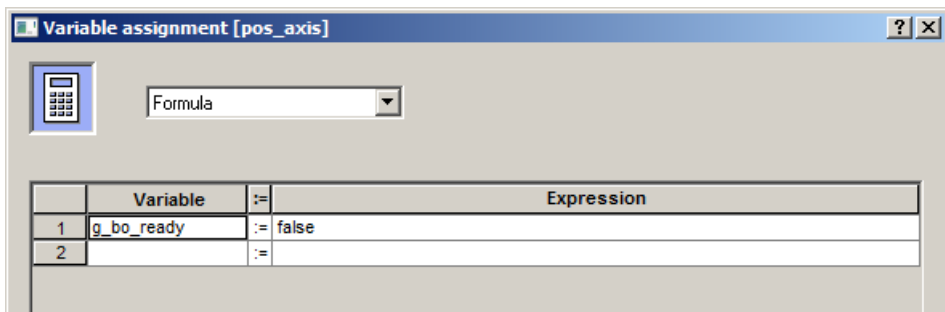 Variable assignment [pos_axis]
Formula
Variable := Expression
1 g_bo_ready := false
2 :=